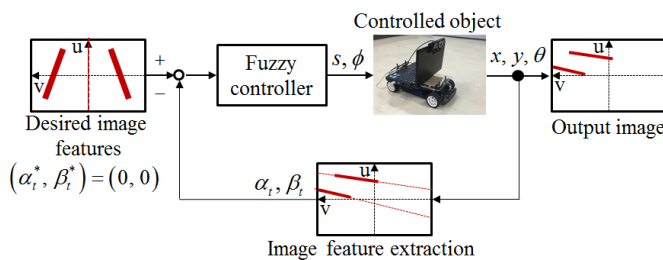 Controlled object
u
v
+
−
Fuzzy
controller
s, ϕ
x, y, θ
u
v
Desired image
features
(α*ₜ, β*ₜ) = (0, 0)
Output image
αₜ, βₜ
u
v
Image feature extraction